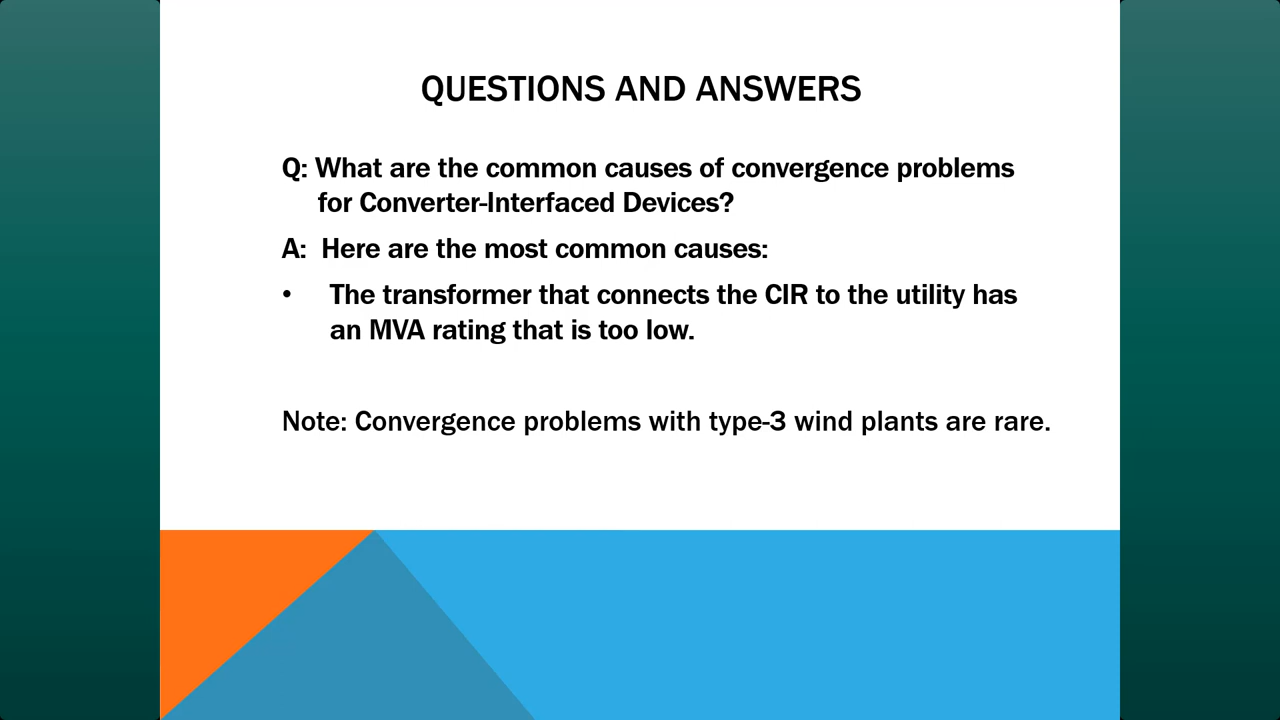 QUESTIONS AND ANSWERS
Q: What are the common causes of convergence problems
for Converter-Interfaced Devices?
A: Here are the most common causes:
• The transformer that connects the CIR to the utility has
an MVA rating that is too low.
Note: Convergence problems with type-3 wind plants are rare.